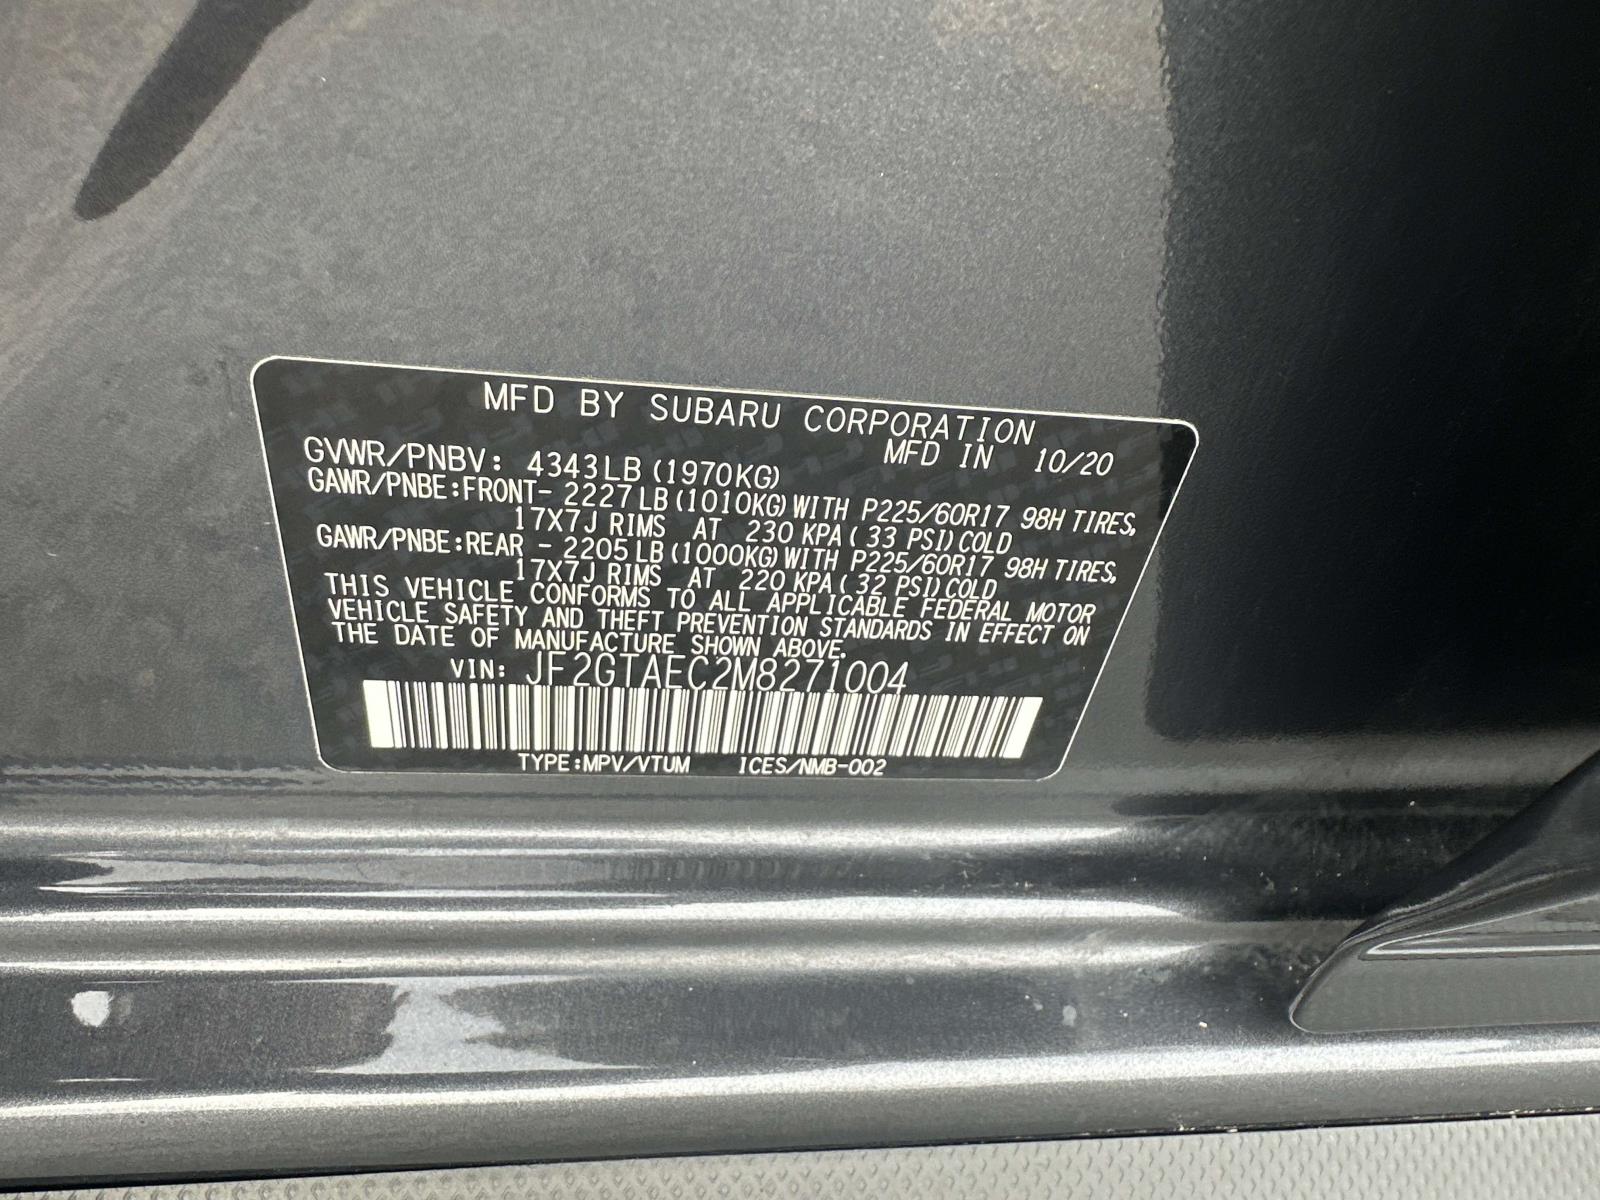 MFD BY SUBARU CORPORATION
MFD IN 10/20
GVWR/PNBV: 4343LB (1970KG)
GAWR/PNBE:FRONT- 2227LB (1010KG) WITH P225/60R17 98H TIRES,
17X7J RIMS AT 230 KPA ( 33 PSI) COLD
GAWR/PNBE:REAR - 2205LB (1000KG) WITH P225/60R17 98H TIRES,
17X7J RIMS AT 220 KPA ( 32 PSI) COLD
THIS VEHICLE CONFORMS TO ALL APPLICABLE FEDERAL MOTOR
VEHICLE SAFETY AND THEFT PREVENTION STANDARDS IN EFFECT ON
THE DATE OF MANUFACTURE SHOWN ABOVE.
VIN: JF2GTAEC2M8271004
TYPE:MPV/VTUM ICES/NMB-002